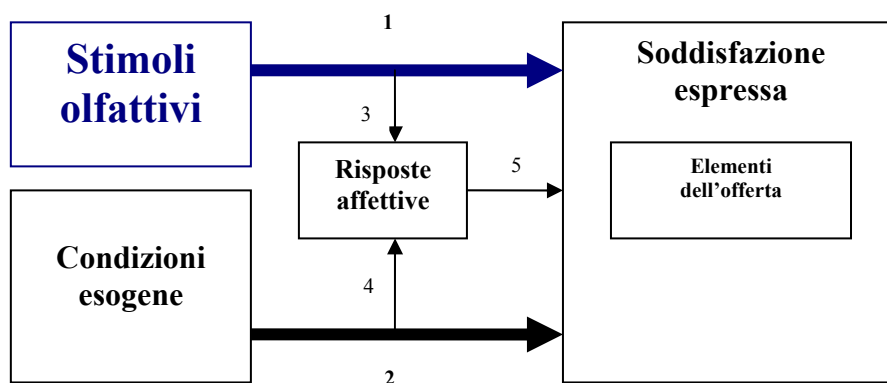 1
Stimoli
olfattivi
Soddisfazione
espressa
3
Risposte
affettive
5
Elementi
dell'offerta
Condizioni
esogene
4
2